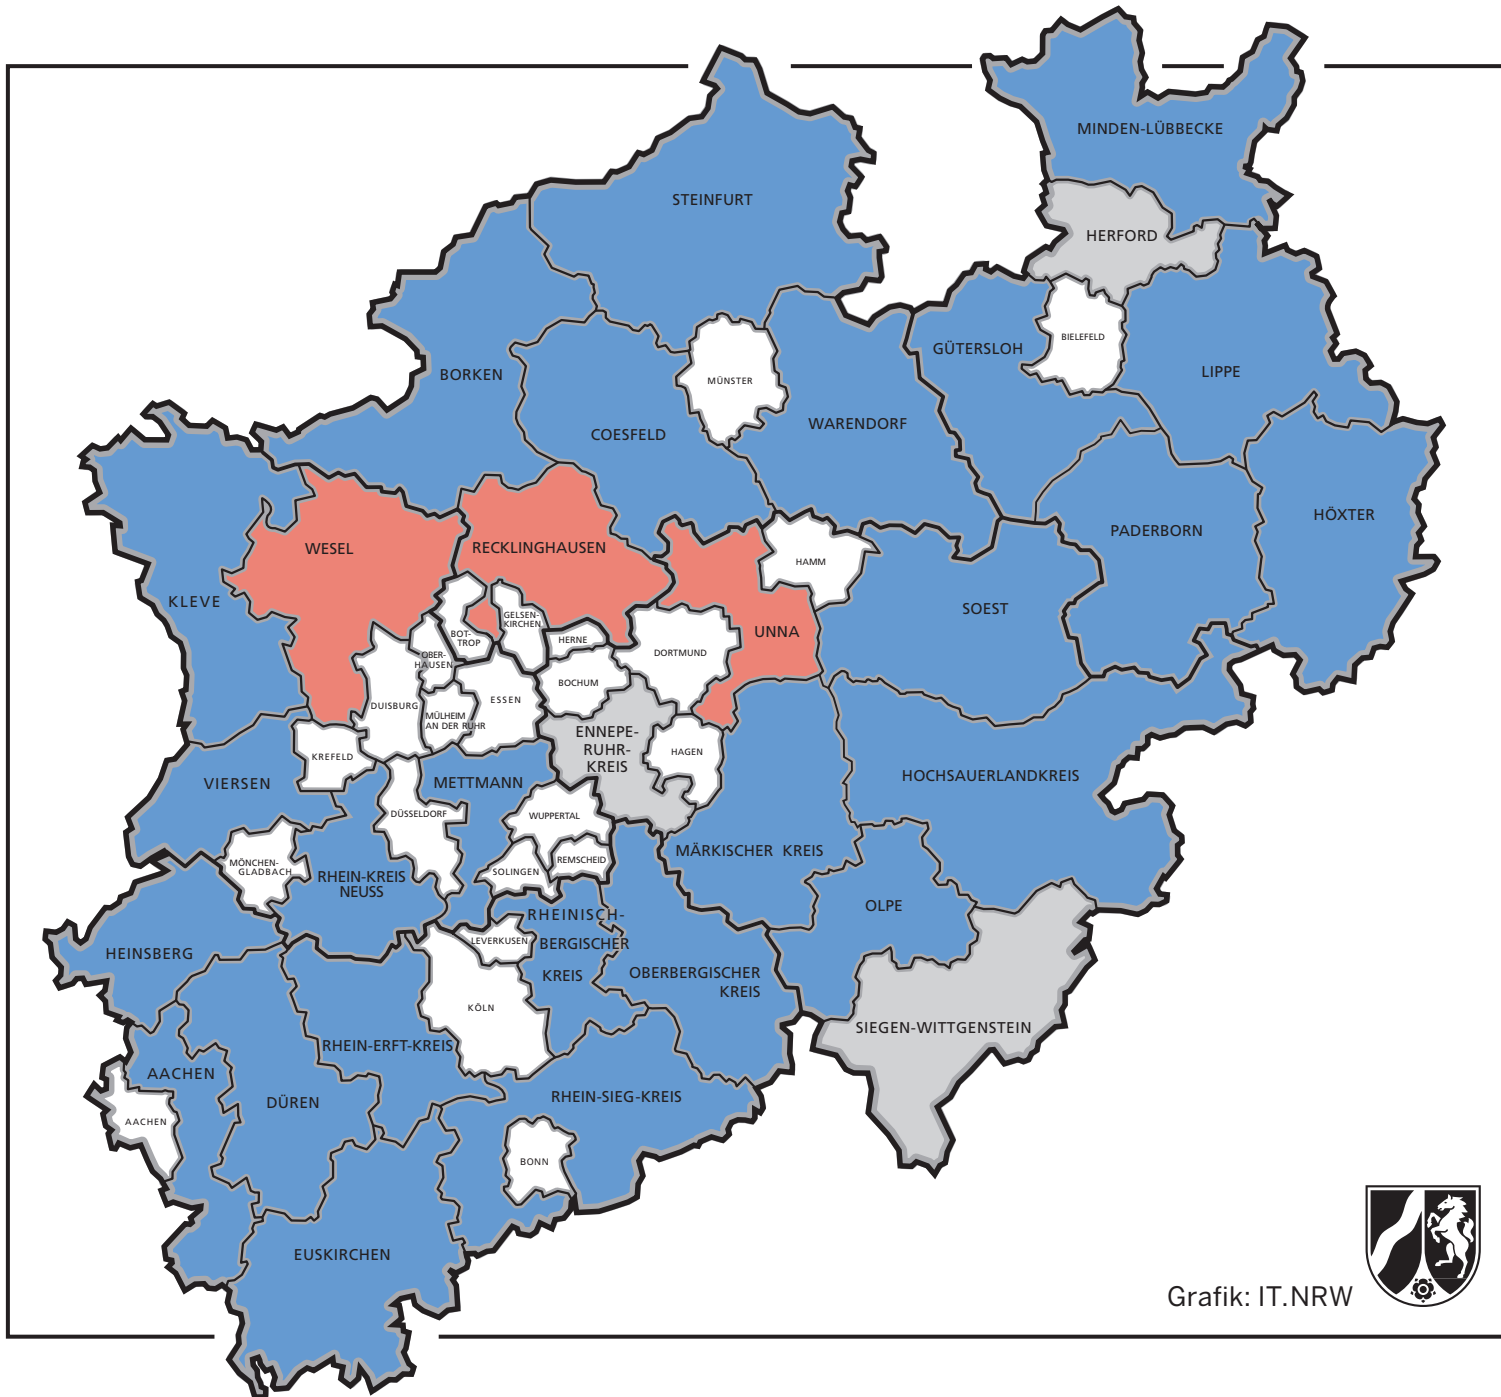 MINDEN-LÜBBECKE
STEINFURT
HERFORD
BIELEFELD
GÜTERSLOH
LIPPE
BORKEN
MÜNSTER
WARENDORF
COESFELD
HÖXTER
PADERBORN
WESEL
RECKLINGHAUSEN
HAMM
KLEVE
SOEST
GELSEN-
KIRCHEN
BOT-
TROP
HERNE
UNNA
DORTMUND
OBER-
HAUSEN
BOCHUM
ESSEN
DUISBURG
MÜLHEIM
AN DER RUHR
ENNEPE-
RUHR-
KREIS
HAGEN
KREFELD
HOCHSAUERLANDKREIS
VIERSEN
METTMANN
DÜSSELDORF
WUPPERTAL
MÄRKISCHER KREIS
REMSCHEID
MÖNCHEN-
GLADBACH
SOLINGEN
RHEIN-KREIS
NEUSS
OLPE
RHEINISCH-
BERGISCHER
KREIS
LEVERKUSEN
HEINSBERG
OBERBERGISCHER
KREIS
KÖLN
SIEGEN-WITTGENSTEIN
RHEIN-ERFT-KREIS
AACHEN
DÜREN
RHEIN-SIEG-KREIS
AACHEN
BONN
EUSKIRCHEN
Grafik: IT.NRW